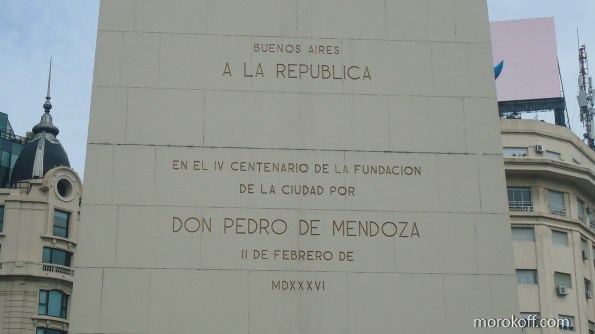 BUENOS AIRES
A LA REPUBLICA
EN EL IV CENTENARIO DE LA FUNDACION
DE LA CIUDAD POR
DON PEDRO DE MENDOZA
II DE FEBRERO DE
MDXXXVI
morokoff.com